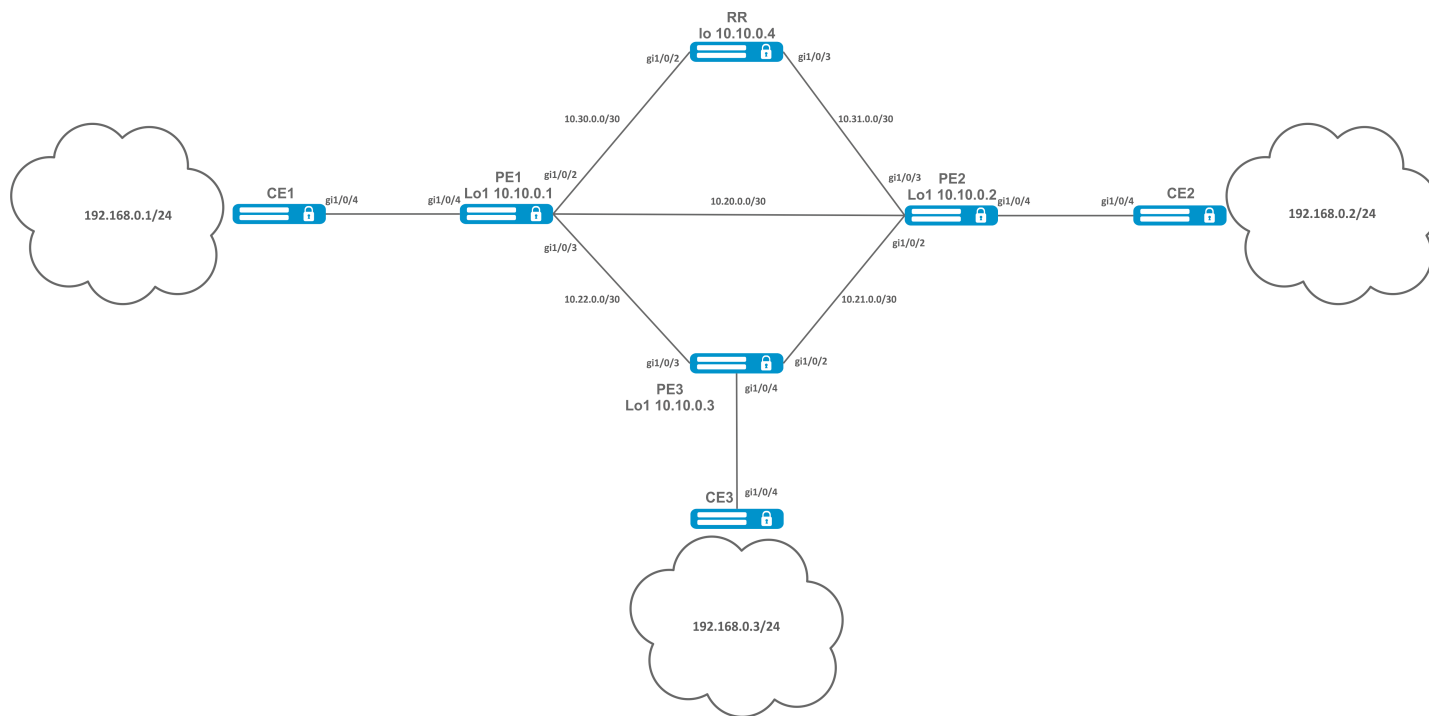 RR
lo 10.10.0.4
gi1/0/2
gi1/0/3
10.30.0.0/30
10.31.0.0/30
192.168.0.1/24
CE1
gi1/0/4
gi1/0/4
PE1
Lo1 10.10.0.1
gi1/0/2
gi1/0/3
10.20.0.0/30
gi1/0/3
PE2
Lo1 10.10.0.2
gi1/0/4
gi1/0/2
gi1/0/4
CE2
192.168.0.2/24
10.22.0.0/30
10.21.0.0/30
gi1/0/3
gi1/0/2
PE3
Lo1 10.10.0.3
gi1/0/4
CE3
gi1/0/4
192.168.0.3/24